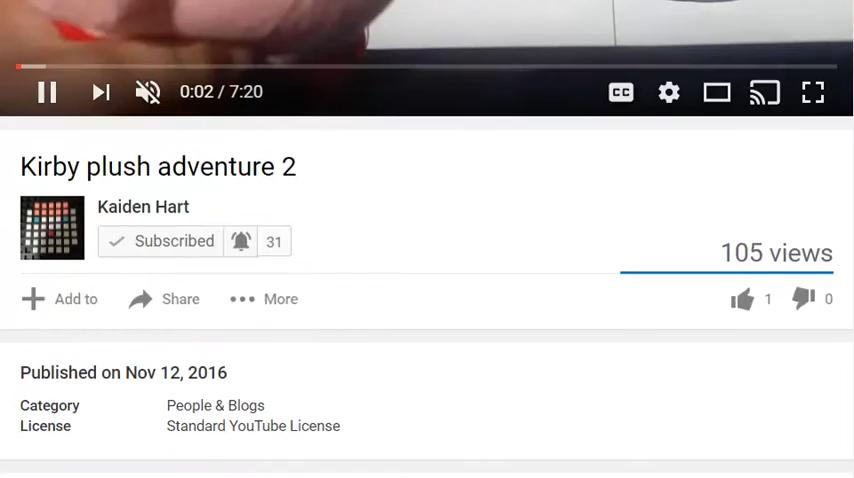 CC
0:02 / 7:20
Kirby plush adventure 2
Kaiden Hart
Subscribed 31
105 views
Add to Share More 1 0
Published on Nov 12, 2016
Category People & Blogs
License Standard YouTube License